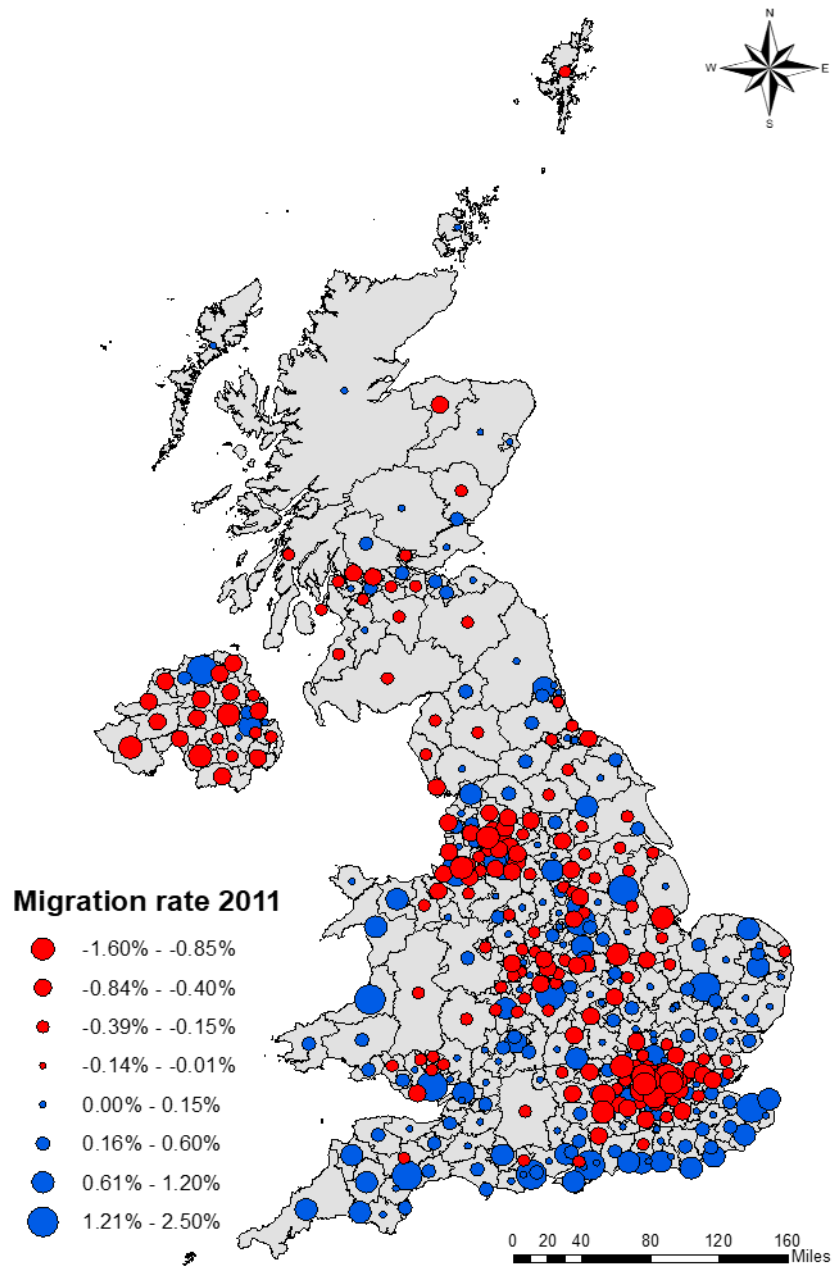 N
W E
S
Migration rate 2011
-1.60% - -0.85%
-0.84% - -0.40%
-0.39% - -0.15%
-0.14% - -0.01%
0.00% - 0.15%
0.16% - 0.60%
0.61% - 1.20%
1.21% - 2.50%
0 20 40 80 120 160
Miles